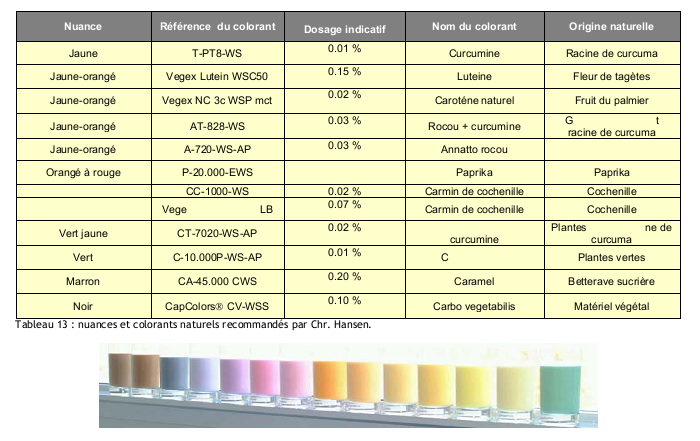 Nuance Référence du colorant Dosage indicatif Nom du colorant Origine naturelle
Jaune T-PT8-WS 0.01 % Curcumine Racine de curcuma
Jaune-orangé Vegex Lutein WSC50 0.15 % Luteine Fleur de tagètes
Jaune-orangé Vegex NC 3c WSP mct 0.02 % Caroténe naturel Fruit du palmier
Jaune-orangé AT-828-WS 0.03 % Rocou + curcumine G t
racine de curcuma
Jaune-orangé A-720-WS-AP 0.03 % Annatto rocou
Orangé à rouge P-20.000-EWS Paprika Paprika
CC-1000-WS 0.02 % Carmin de cochenille Cochenille
Vege LB 0.07 % Carmin de cochenille Cochenille
Vert jaune CT-7020-WS-AP 0.02 % curcumine Plantes ne de
curcuma
Vert C-10.000P-WS-AP 0.01 % C Plantes vertes
Marron CA-45.000 CWS 0.20 % Caramel Betterave sucrière
Noir CapColors® CV-WSS 0.10 % Carbo vegetabilis Matériel végétal
Tableau 13 : nuances et colorants naturels recommandés par Chr. Hansen.